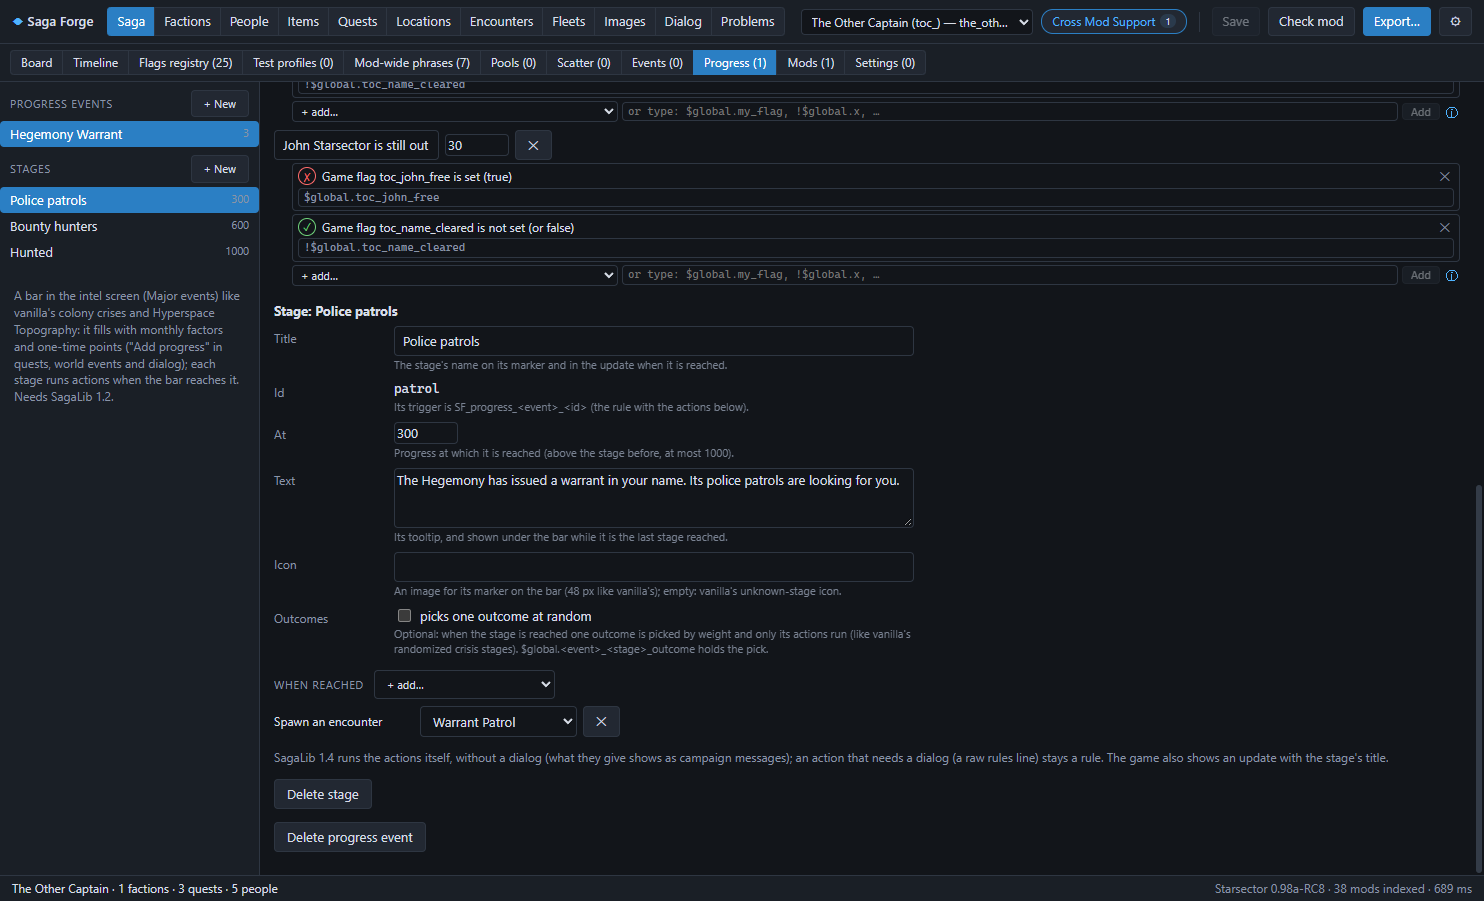 Saga Forge
Saga
Factions
People
Items
Quests
Locations
Encounters
Fleets
Images
Dialog
Problems
The Other Captain (toc_) — the_oth...
Cross Mod Support 1
Save
Check mod
Export...
Board
Timeline
Flags registry (25)
Test profiles (0)
Mod-wide phrases (7)
Pools (0)
Scatter (0)
Events (0)
Progress (1)
Mods (1)
Settings (0)
PROGRESS EVENTS
+ New
Hegemony Warrant 3
STAGES
+ New
Police patrols 300
Bounty hunters 600
Hunted 1000
A bar in the intel screen (Major events) like
vanilla's colony crises and Hyperspace
Topography: it fills with monthly factors
and one-time points ("Add progress" in
quests, world events and dialog); each
stage runs actions when the bar reaches it.
Needs SagaLib 1.2.
!$global.toc_name_cleared
+ add...
or type: $global.my_flag, !$global.x, …
Add
John Starsector is still out
30
Game flag toc_john_free is set (true)
$global.toc_john_free
Game flag toc_name_cleared is not set (or false)
!$global.toc_name_cleared
+ add...
or type: $global.my_flag, !$global.x, …
Add
Stage: Police patrols
Title
Police patrols
The stage's name on its marker and in the update when it is reached.
Id
patrol
Its trigger is SF_progress_<event>_<id> (the rule with the actions below).
At
300
Progress at which it is reached (above the stage before, at most 1000).
Text
The Hegemony has issued a warrant in your name. Its police patrols are looking for you.
Its tooltip, and shown under the bar while it is the last stage reached.
Icon
An image for its marker on the bar (48 px like vanilla's); empty: vanilla's unknown-stage icon.
Outcomes
picks one outcome at random
Optional: when the stage is reached one outcome is picked by weight and only its actions run (like vanilla's
randomized crisis stages). $global.<event>_<stage>_outcome holds the pick.
WHEN REACHED
+ add...
Spawn an encounter
Warrant Patrol
SagaLib 1.4 runs the actions itself, without a dialog (what they give shows as campaign messages); an action that needs a dialog (a raw rules line) stays a rule. The game also shows an update with the stage's title.
Delete stage
Delete progress event
The Other Captain · 1 factions · 3 quests · 5 people
Starsector 0.98a-RC8 · 38 mods indexed · 689 ms